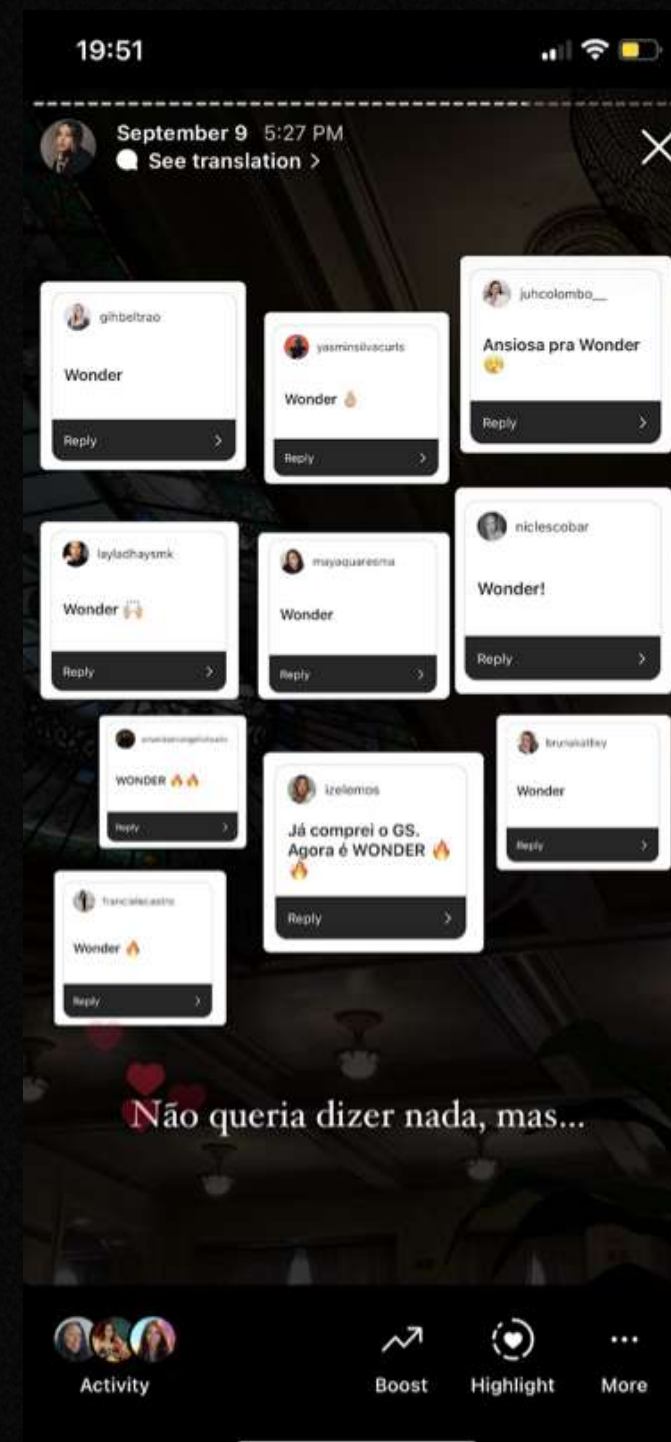 19:51
September 9 5:27 PM
See translation >
gihbeltrao
Wonder
Reply
yasminsilvacurls
Wonder 👌🏼
Reply
juhcolombo__
Ansiosa pra Wonder
🫠
Reply
layladhaysmk
Wonder 🙌🏼
Reply
mayaquaresma
Wonder
Reply
niclescobar
Wonder!
Reply
WONDER 🔥🔥
Reply
izelemos
Já comprei o GS.
Agora é WONDER 🔥
🔥
Reply
Wonder
Reply
francielecastro
Wonder 🔥
Reply
Não queria dizer nada, mas...
Activity
Boost
Highlight
More